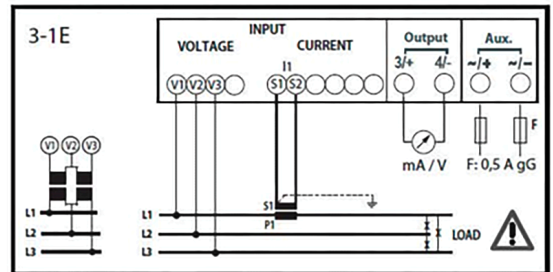 3-1E
INPUT
VOLTAGE CURRENT
Output
Aux.
I1
3/+ 4/-
~/+ ~/−
V1 V2 V3 S1 S2
F
mA / V
F: 0,5 A gG
V1 V2 V3
S1
P1
L1
L2
L3
L1
L2
L3
LOAD